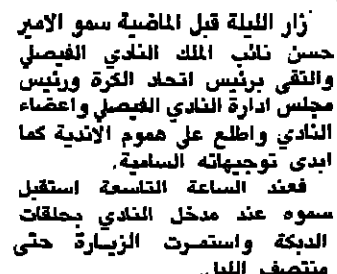 زار الليلة قبل الماضية سمو الامير
حسن نائب الملك النادي الفيصلي
والتقى برئيس اتحاد الكرة ورئيس
مجلس ادارة النادي الفيصلي واعضاء
النادي واطلع على هموم الاندية كما
ابدى توجيهاته السامية.
فعند الساعة التاسعة استقبل
سموه عند مدخل النادي بحلقات
الدبكة واستمرت الزيارة حتى
منتصف الليل.